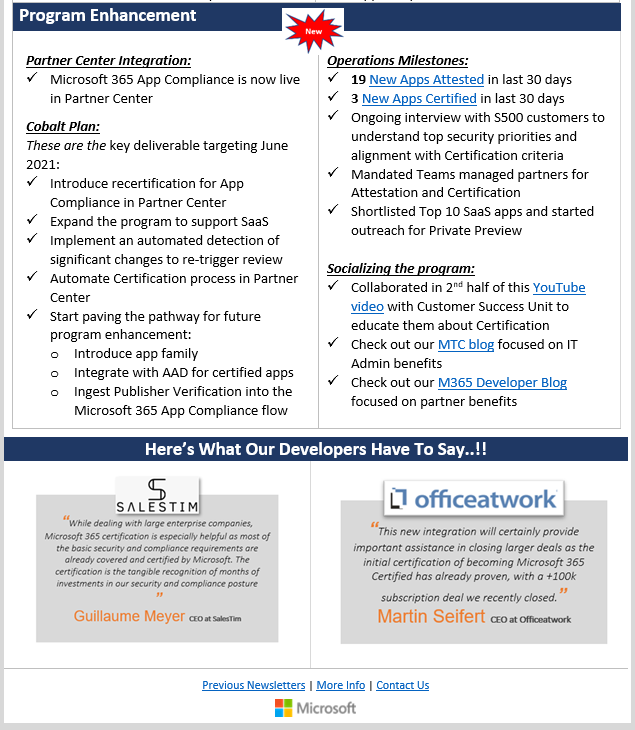 Program Enhancement
New
Partner Center Integration:
✓ Microsoft 365 App Compliance is now live
in Partner Center
Cobalt Plan:
These are the key deliverable targeting June
2021:
✓ Introduce recertification for App
Compliance in Partner Center
✓ Expand the program to support SaaS
✓ Implement an automated detection of
significant changes to re-trigger review
✓ Automate Certification process in Partner
Center
✓ Start paving the pathway for future
program enhancement:
o Introduce app family
o Integrate with AAD for certified apps
o Ingest Publisher Verification into the
Microsoft 365 App Compliance flow
Operations Milestones:
✓ 19 New Apps Attested in last 30 days
✓ 3 New Apps Certified in last 30 days
✓ Ongoing interview with S500 customers to
understand top security priorities and
alignment with Certification criteria
✓ Mandated Teams managed partners for
Attestation and Certification
✓ Shortlisted Top 10 SaaS apps and started
outreach for Private Preview
Socializing the program:
✓ Collaborated in 2nd half of this YouTube
video with Customer Success Unit to
educate them about Certification
✓ Check out our MTC blog focused on IT
Admin benefits
✓ Check out our M365 Developer Blog
focused on partner benefits
Here's What Our Developers Have To Say..!!
SALESTIM
"While dealing with large enterprise companies,
Microsoft 365 certification is especially helpful as most of
the basic security and compliance requirements are
already covered and certified by Microsoft. The
certification is the tangible recognition of months of
investments in our security and compliance posture
"
Guillaume Meyer CEO at SalesTim
officeatwork
"This new integration will certainly provide
important assistance in closing larger deals as the
initial certification of becoming Microsoft 365
Certified has already proven, with a +100k
subscription deal we recently closed."
Martin Seifert CEO at Officeatwork
Previous Newsletters | More Info | Contact Us
Microsoft